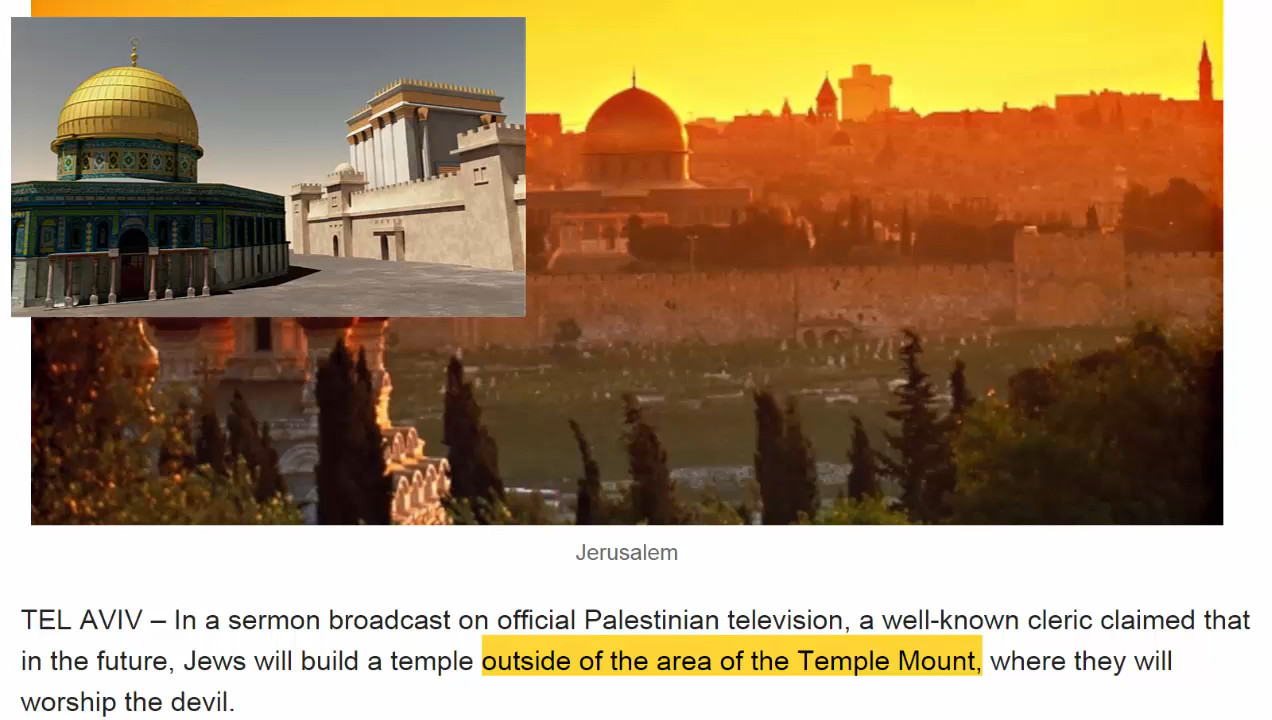 Jerusalem
TEL AVIV – In a sermon broadcast on official Palestinian television, a well-known cleric claimed that
in the future, Jews will build a temple outside of the area of the Temple Mount, where they will
worship the devil.